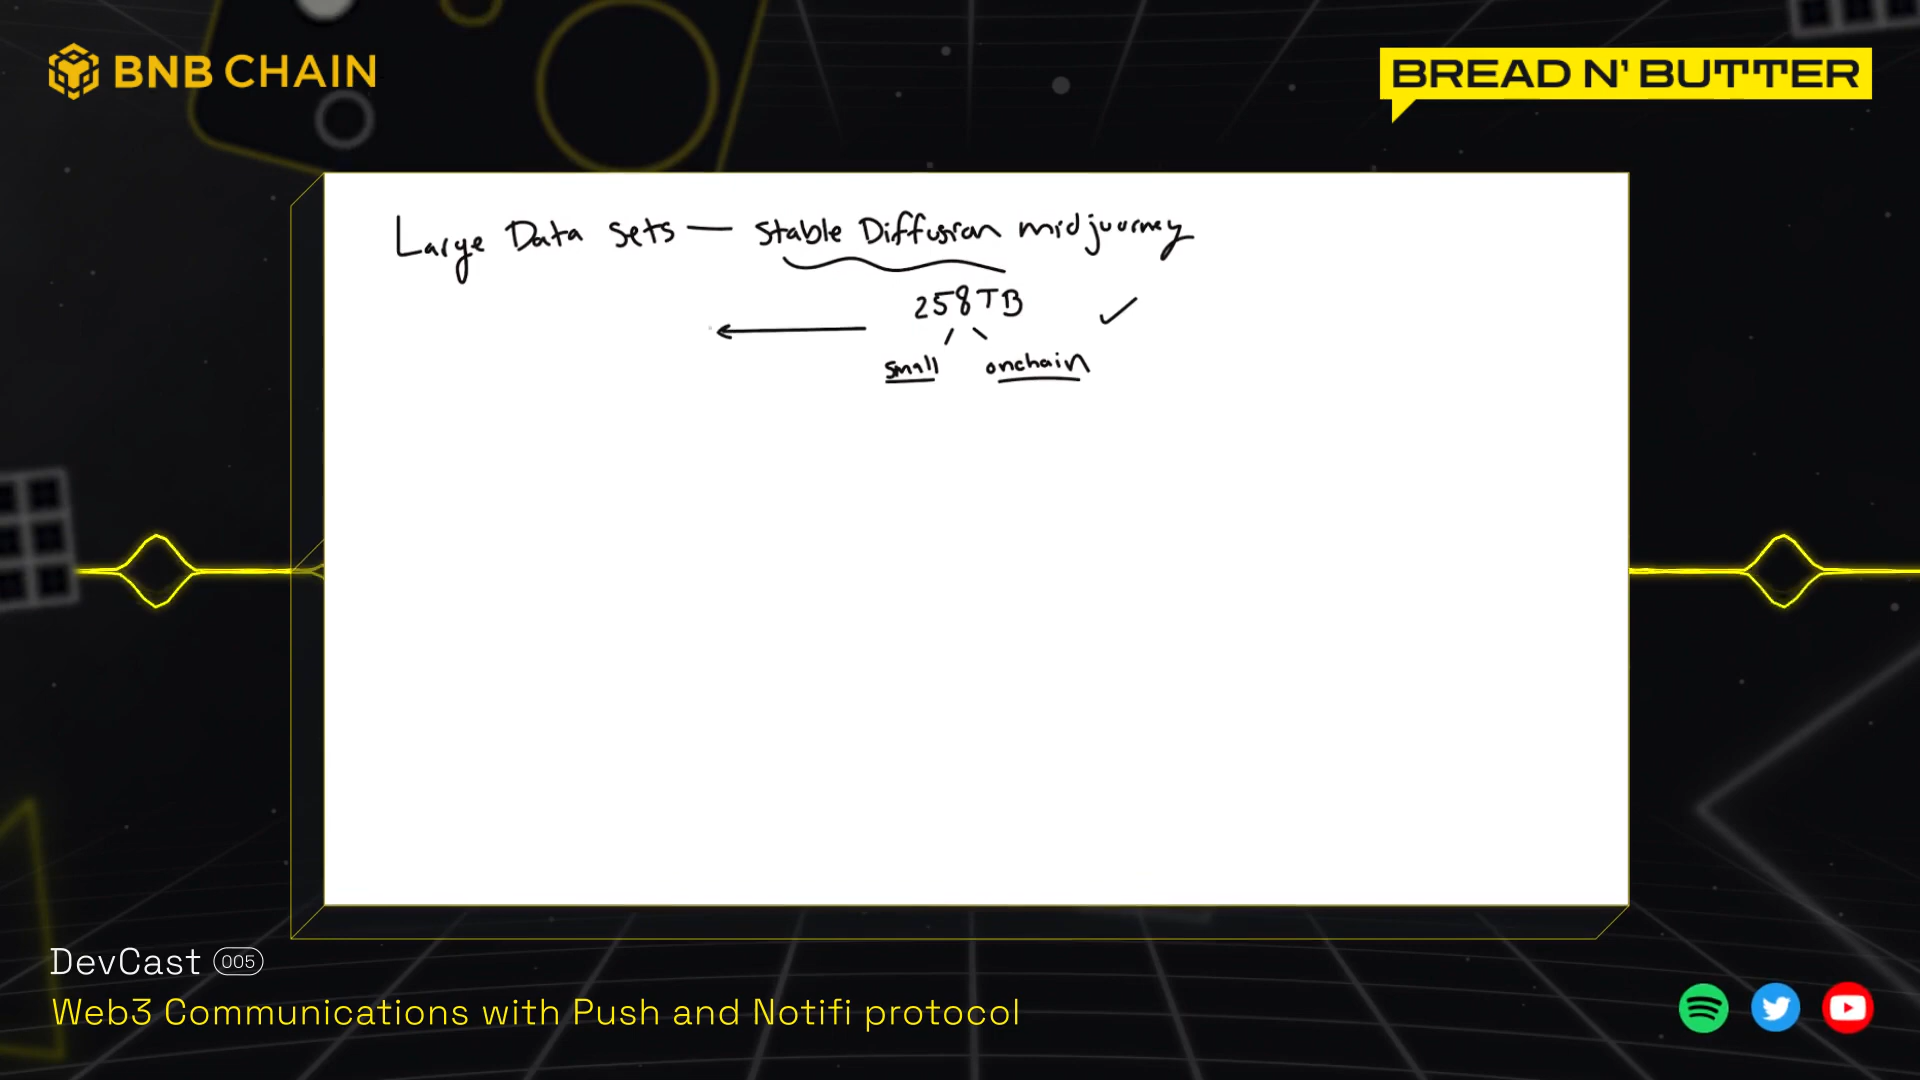 BNB CHAIN
BREAD N' BUTTER
Large Data Sets — Stable Diffusion midjourney
258TB
small onchain
DevCast 005
Web3 Communications with Push and Notifi protocol